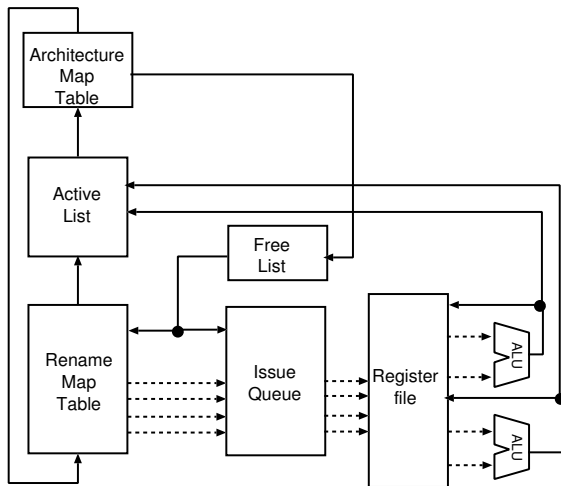 Architecture
Map
Table
Active
List
Free
List
Rename
Map
Table
Issue
Queue
Register
file
ALU
ALU